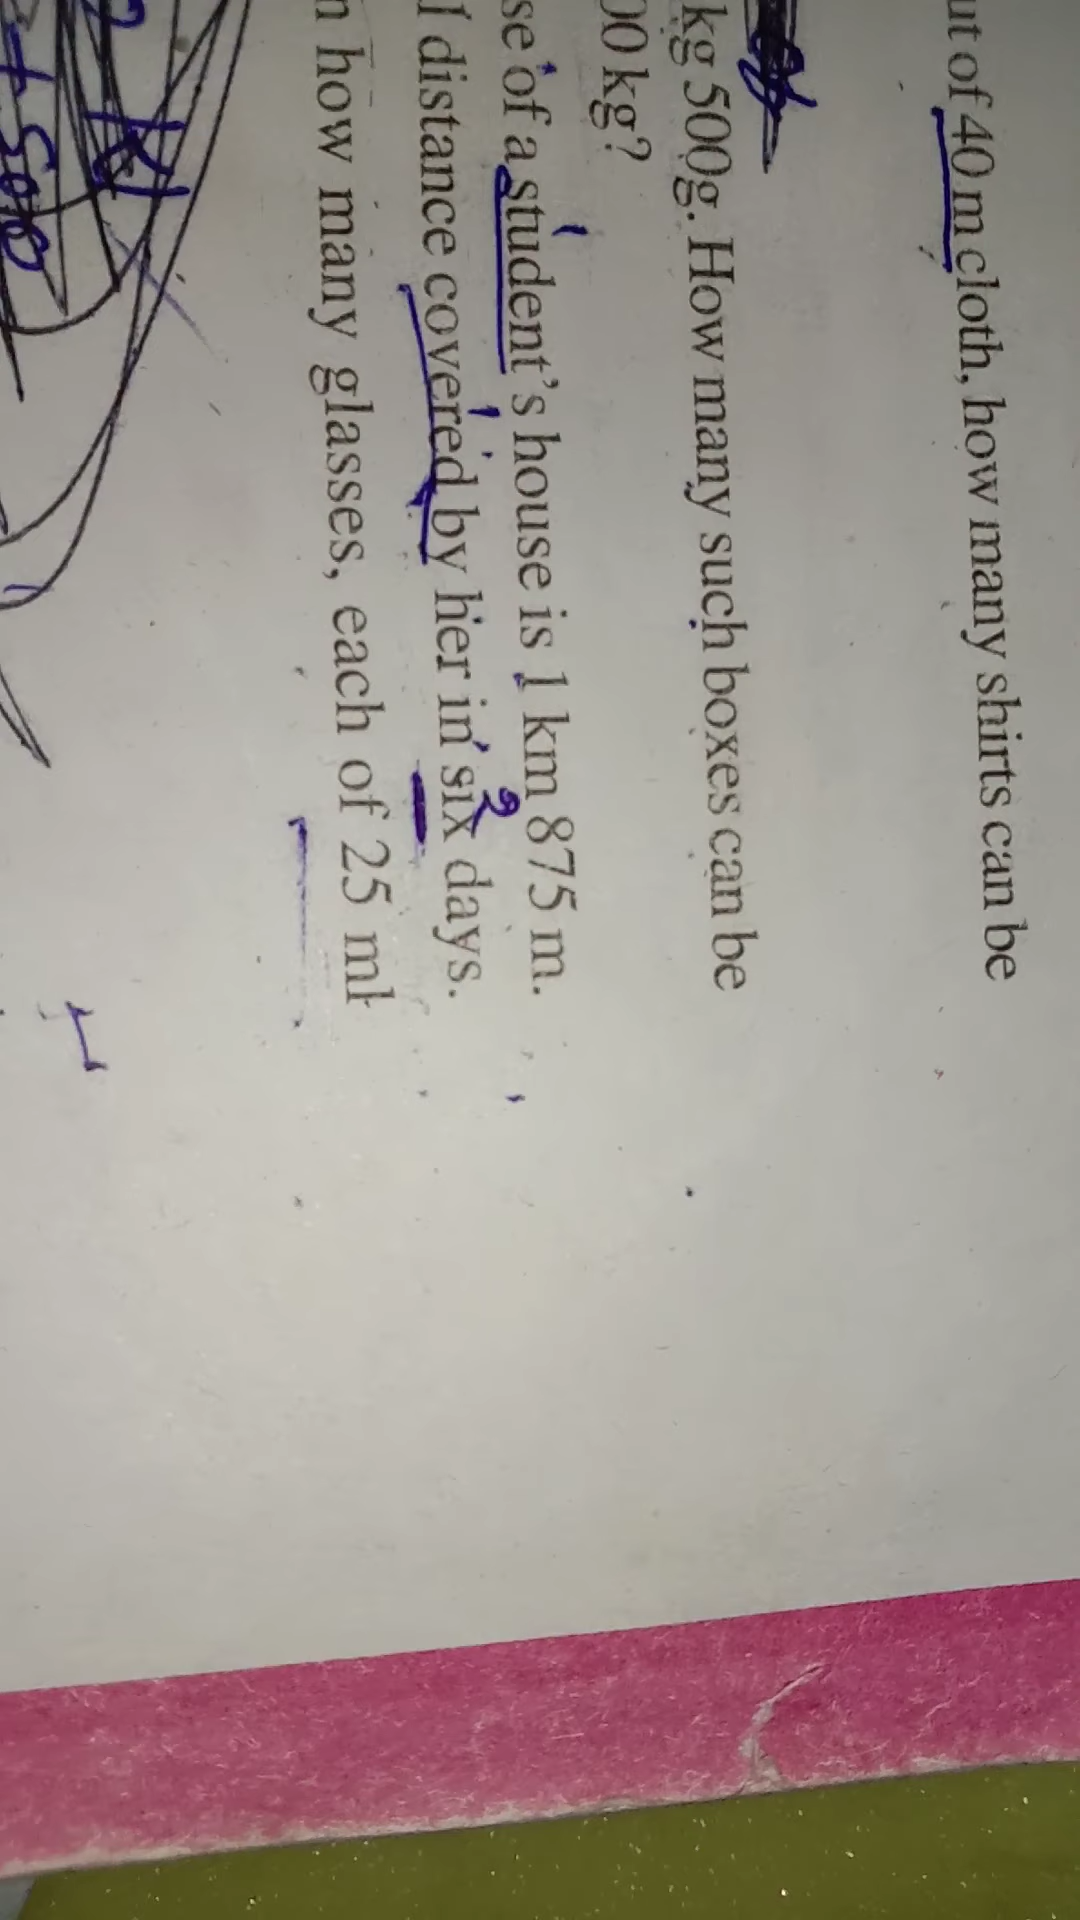 ut of 40 m cloth, how many shirts can be
kg 500g. How many such boxes can be
00 kg?
se of a student's house is 1 km 875 m.
l distance covered by her in six days.
n how many glasses, each of 25 ml